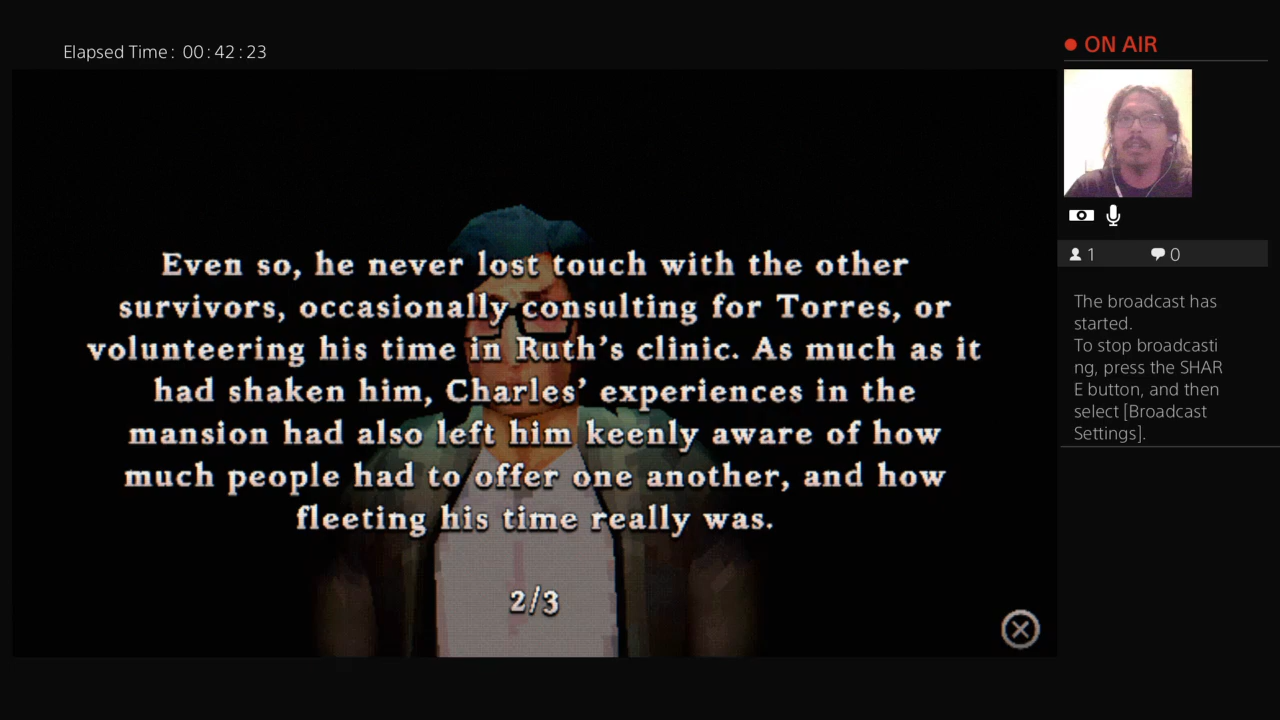 Elapsed Time: 00:42:23
ON AIR
Even so, he never lost touch with the other
survivors, occasionally consulting for Torres, or
volunteering his time in Ruth's clinic. As much as it
had shaken him, Charles' experiences in the
mansion had also left him keenly aware of how
much people had to offer one another, and how
fleeting his time really was.
2/3
1
0
The broadcast has
started.
To stop broadcasti
ng, press the SHAR
E button, and then
select [Broadcast
Settings].